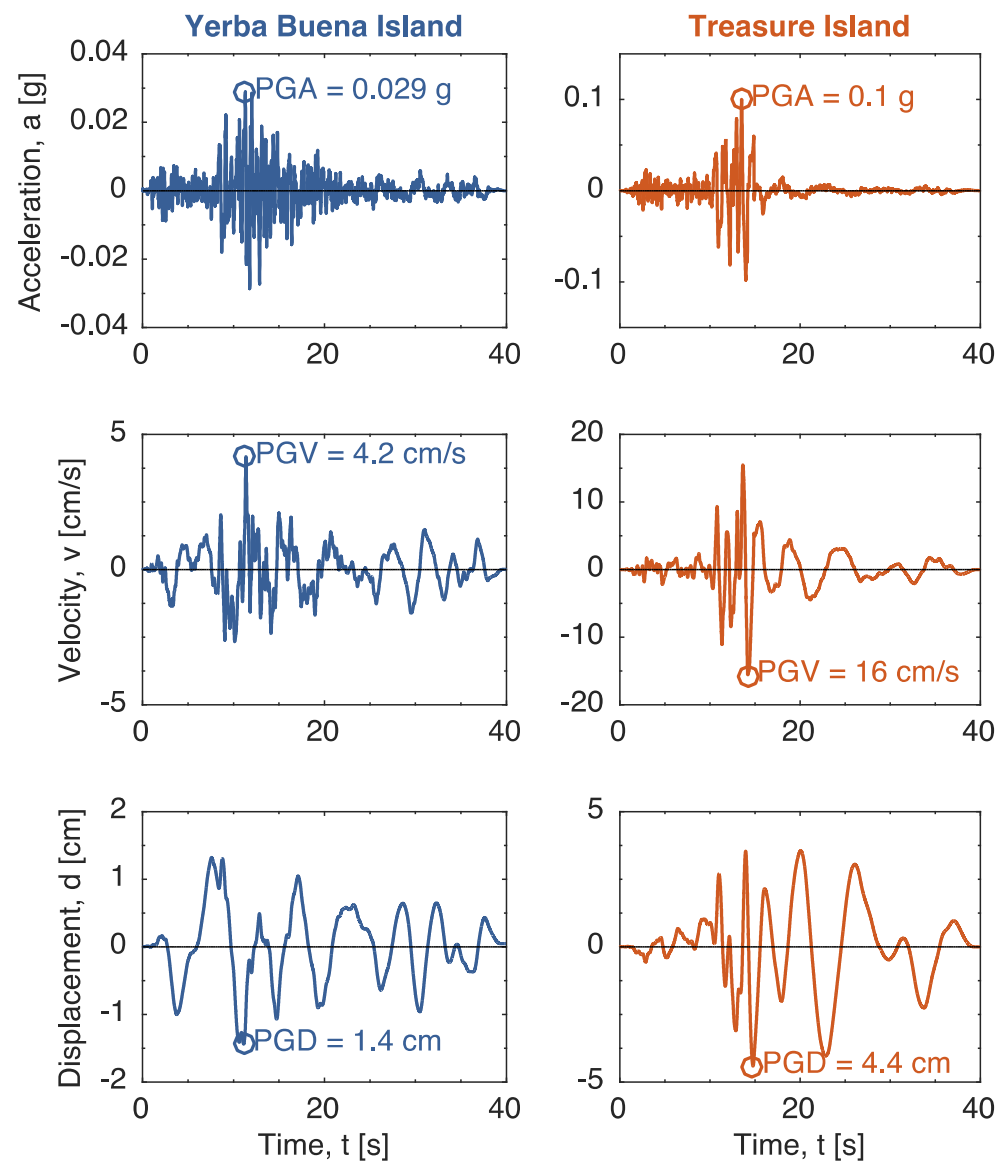 Yerba Buena Island
Treasure Island
Acceleration, a [g]
0.04
0.02
0
-0.02
-0.04
PGA = 0.029 g
0 20 40
0.1
0
-0.1
PGA = 0.1 g
0 20 40
Velocity, v [cm/s]
5
0
-5
PGV = 4.2 cm/s
0 20 40
20
10
0
-10
-20
PGV = 16 cm/s
0 20 40
Displacement, d [cm]
2
1
0
-1
-2
PGD = 1.4 cm
0 20 40
Time, t [s]
5
0
-5
PGD = 4.4 cm
0 20 40
Time, t [s]